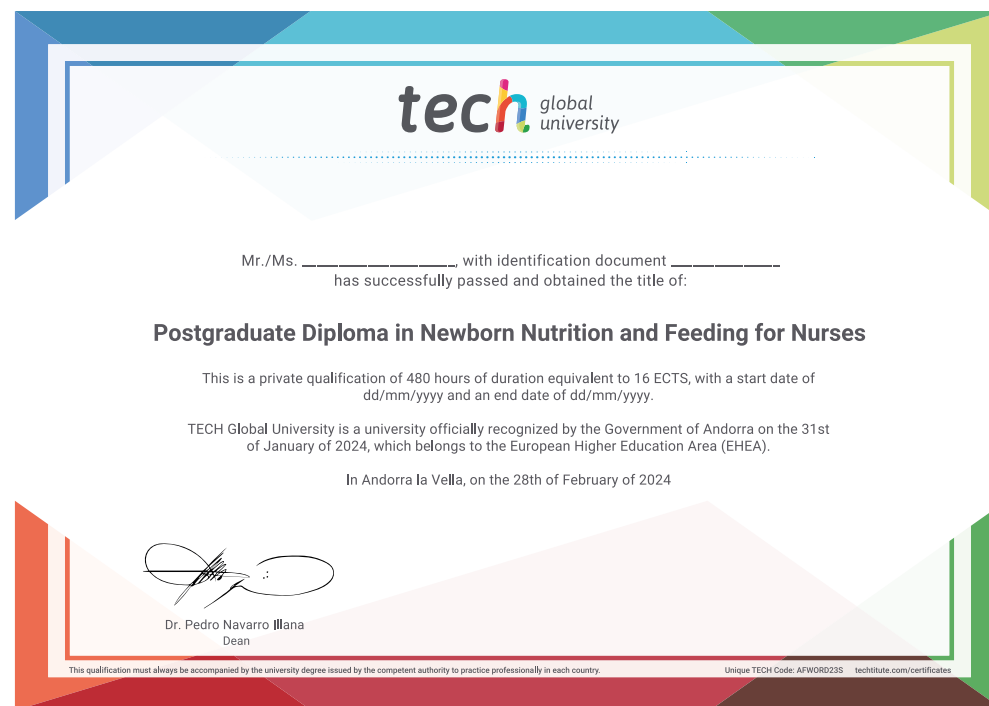 tech global university
Mr./Ms. ____________________, with identification document ______________
has successfully passed and obtained the title of:
Postgraduate Diploma in Newborn Nutrition and Feeding for Nurses
This is a private qualification of 480 hours of duration equivalent to 16 ECTS, with a start date of
dd/mm/yyyy and an end date of dd/mm/yyyy.
TECH Global University is a university officially recognized by the Government of Andorra on the 31st
of January of 2024, which belongs to the European Higher Education Area (EHEA).
In Andorra la Vella, on the 28th of February of 2024
Dr. Pedro Navarro Illana
Dean
This qualification must always be accompanied by the university degree issued by the competent authority to practice professionally in each country. Unique TECH Code: AFWORD23S techtitute.com/certificates